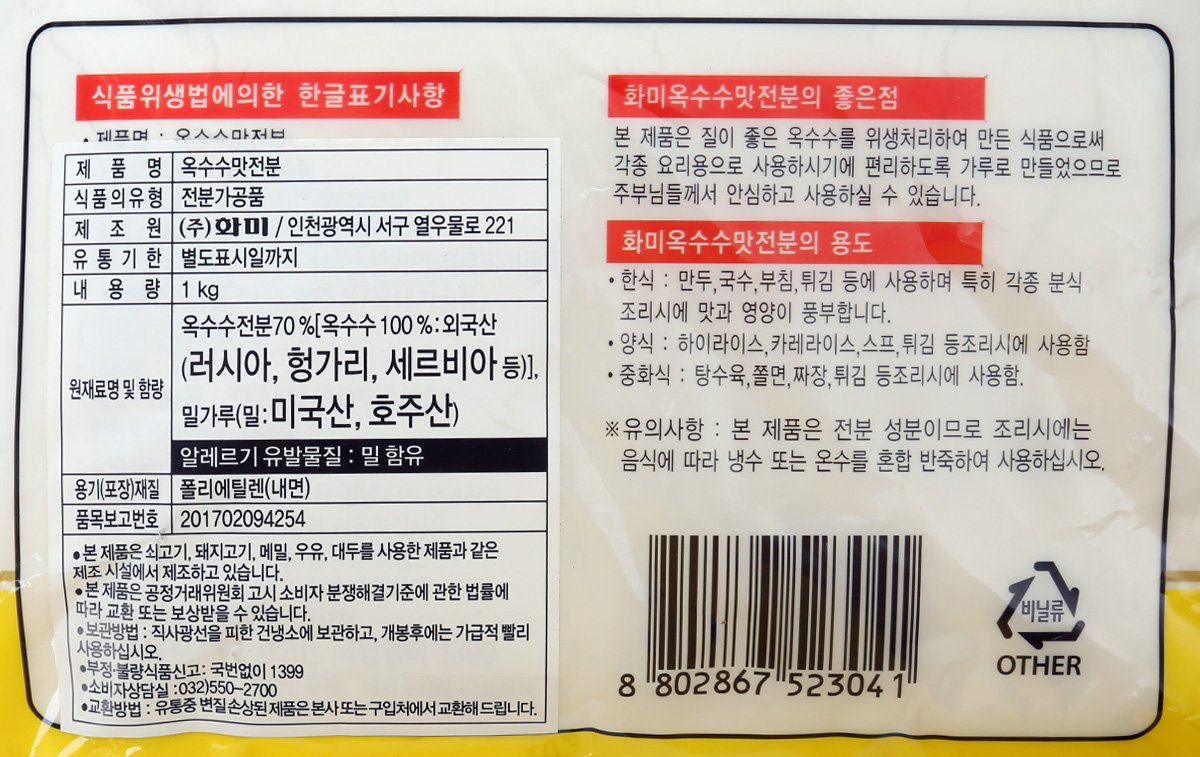 식품위생법에의한 한글표기사항
• 제품명 : 옥수수맛전분
제 품 명 옥수수맛전분
식품의유형 전분가공품
제 조 원 (주)화미 / 인천광역시 서구 열우물로 221
유 통 기 한 별도표시일까지
내 용 량 1 kg
원재료명 및 함량 옥수수전분70 %[옥수수 100 %:외국산
(러시아, 헝가리, 세르비아 등)],
밀가루(밀:미국산, 호주산)
알레르기 유발물질 : 밀 함유
용기(포장)재질 폴리에틸렌(내면)
품목보고번호 201702094254
●본 제품은 쇠고기, 돼지고기, 메밀, 우유, 대두를 사용한 제품과 같은
제조 시설에서 제조하고 있습니다.
●본 제품은 공정거래위원회 고시 소비자 분쟁해결기준에 관한 법률에
따라 교환 또는 보상받을 수 있습니다.
●보관방법 : 직사광선을 피한 건냉소에 보관하고, 개봉후에는 가급적 빨리
사용하십시오.
●부정·불량식품신고 : 국번없이 1399
●소비자상담실 : 032)550-2700
●교환방법 : 유통중 변질 손상된 제품은 본사 또는 구입처에서 교환해 드립니다.
화미옥수수맛전분의 좋은점
본 제품은 질이 좋은 옥수수를 위생처리하여 만든 식품으로써
각종 요리용으로 사용하시기에 편리하도록 가루로 만들었으므로
주부님들께서 안심하고 사용하실 수 있습니다.
화미옥수수맛전분의 용도
• 한식 : 만두,국수,부침,튀김 등에 사용하며 특히 각종 분식
조리시에 맛과 영양이 풍부합니다.
• 양식 : 하이라이스,카레라이스,스프,튀김 등조리시에 사용함
• 중화식 : 탕수육,쫄면,짜장,튀김 등조리시에 사용함.
※유의사항 : 본 제품은 전분 성분이므로 조리시에는
음식에 따라 냉수 또는 온수를 혼합 반죽하여 사용하십시오.
8 802867 523041
비닐류
OTHER